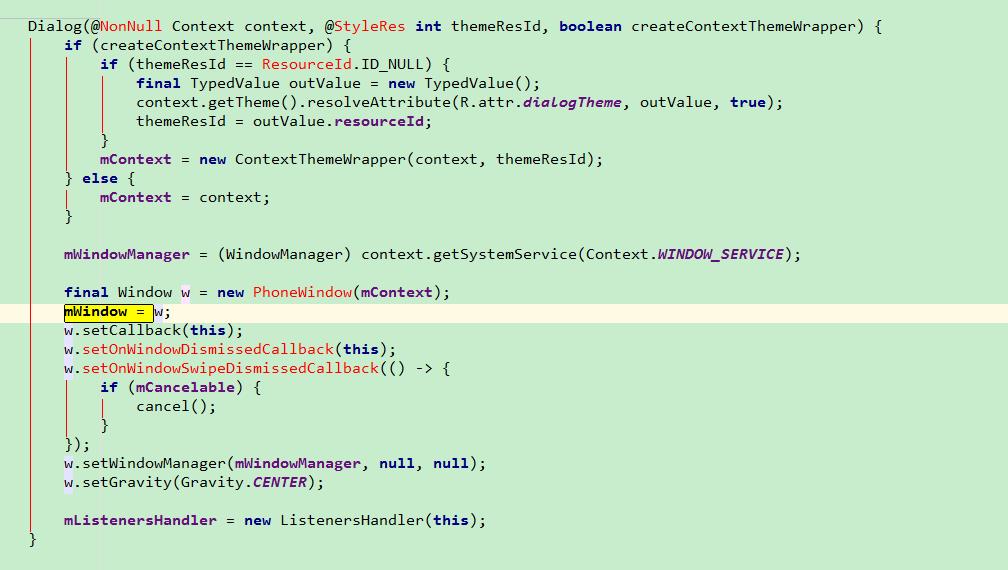 Dialog(@NonNull Context context, @StyleRes int themeResId, boolean createContextThemeWrapper) {
if (createContextThemeWrapper) {
if (themeResId == ResourceId.ID_NULL) {
final TypedValue outValue = new TypedValue();
context.getTheme().resolveAttribute(R.attr.dialogTheme, outValue, true);
themeResId = outValue.resourceId;
}
mContext = new ContextThemeWrapper(context, themeResId);
} else {
mContext = context;
}
mWindowManager = (WindowManager) context.getSystemService(Context.WINDOW_SERVICE);
final Window w = new PhoneWindow(mContext);
mWindow = w;
w.setCallback(this);
w.setOnWindowDismissedCallback(this);
w.setOnWindowSwipeDismissedCallback(() -> {
if (mCancelable) {
cancel();
}
});
w.setWindowManager(mWindowManager, null, null);
w.setGravity(Gravity.CENTER);
mListenersHandler = new ListenersHandler(this);
}